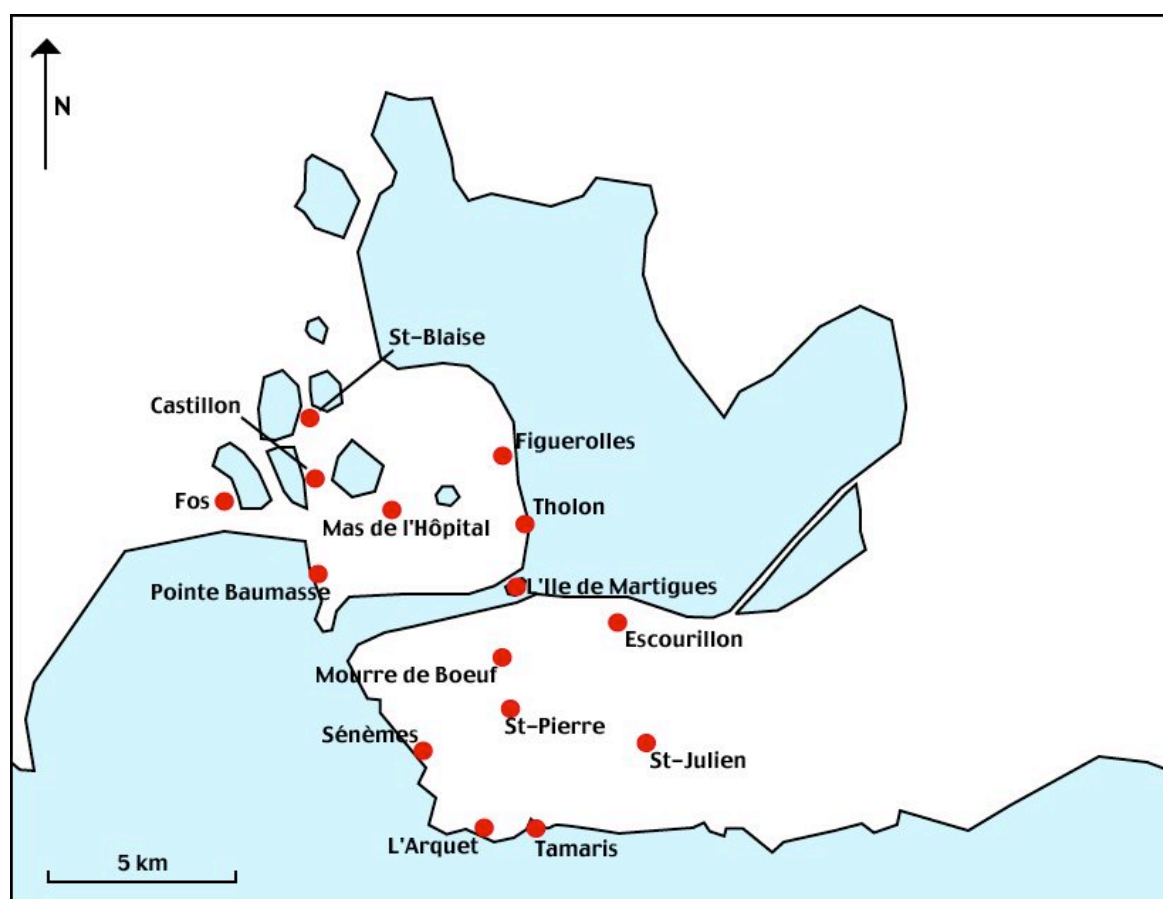 N
St-Blaise
Castillon
Figuerolles
Fos
Tholon
Mas de l'Hôpital
Pointe Baumasse
L'Ile de Martigues
Escourillon
Mourre de Boeuf
St-Pierre
Sénèmes
St-Julien
L'Arquet
Tamaris
5 km